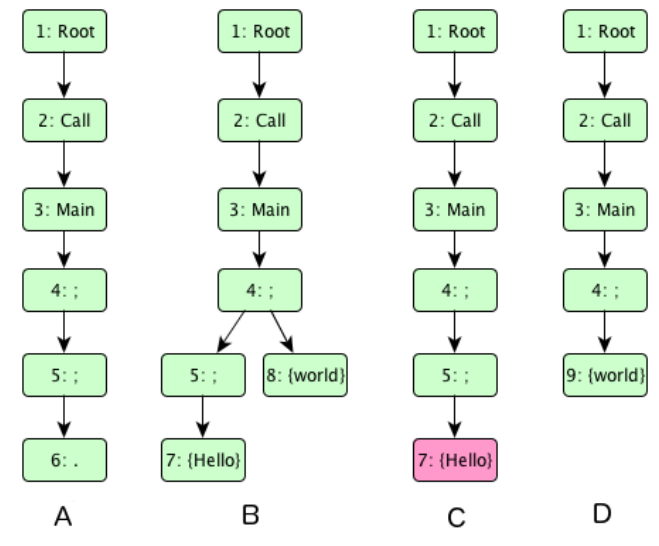 1: Root 1: Root 1: Root 1: Root
2: Call 2: Call 2: Call 2: Call
3: Main 3: Main 3: Main 3: Main
4: ; 4: ; 4: ; 4: ;
5: ; 5: ; 8: {world} 5: ; 9: {world}
6: . 7: {Hello} 7: {Hello}
A B C D